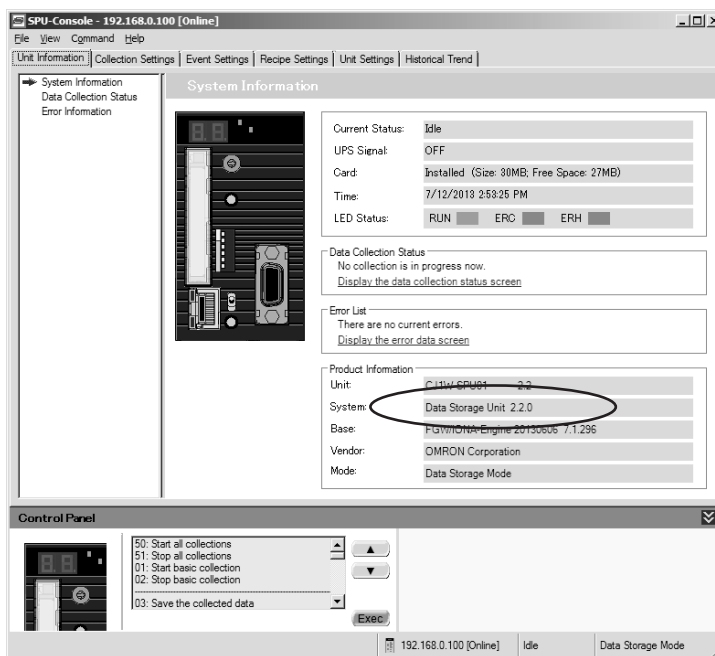 SPU-Console - 192.168.0.100 [Online]
File View Command Help
Unit Information Collection Settings Event Settings Recipe Settings Unit Settings Historical Trend
System Information
Data Collection Status
Error Information
System Information
Current Status: Idle
UPS Signal: OFF
Card: Installed (Size: 30MB; Free Space: 27MB)
Time: 7/12/2013 2:53:25 PM
LED Status: RUN ERC ERH
Data Collection Status
No collection is in progress now.
Display the data collection status screen
Error List
There are no current errors.
Display the error data screen
Product Information
Unit: CJ1W-SPU01 2.2
System: Data Storage Unit 2.2.0
Base: FGW/IONA-Engine 20130606 7.1.296
Vendor: OMRON Corporation
Mode: Data Storage Mode
Control Panel
50: Start all collections
51: Stop all collections
01: Start basic collection
02: Stop basic collection
03: Save the collected data
Exec
192.168.0.100 [Online] Idle Data Storage Mode